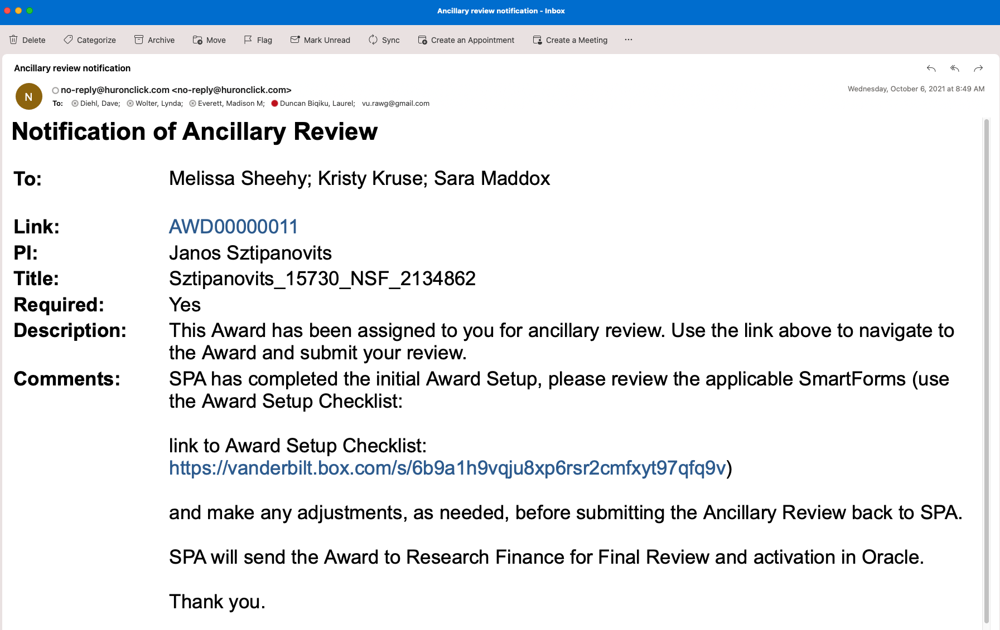 Ancillary review notification - Inbox
Delete Categorize Archive Move Flag Mark Unread Sync Create an Appointment Create a Meeting ...
Ancillary review notification
N
no-reply@huronclick.com <no-reply@huronclick.com>
Wednesday, October 6, 2021 at 8:49 AM
To: Diehl, Dave; Wolter, Lynda; Everett, Madison M; Duncan Biqiku, Laurel; vu.rawg@gmail.com
Notification of Ancillary Review
To: Melissa Sheehy; Kristy Kruse; Sara Maddox
Link: AWD00000011
PI: Janos Sztipanovits
Title: Sztipanovits_15730_NSF_2134862
Required: Yes
Description: This Award has been assigned to you for ancillary review. Use the link above to navigate to
the Award and submit your review.
Comments: SPA has completed the initial Award Setup, please review the applicable SmartForms (use
the Award Setup Checklist:
link to Award Setup Checklist:
https://vanderbilt.box.com/s/6b9a1h9vqju8xp6rsr2cmfxyt97qfq9v)
and make any adjustments, as needed, before submitting the Ancillary Review back to SPA.
SPA will send the Award to Research Finance for Final Review and activation in Oracle.
Thank you.